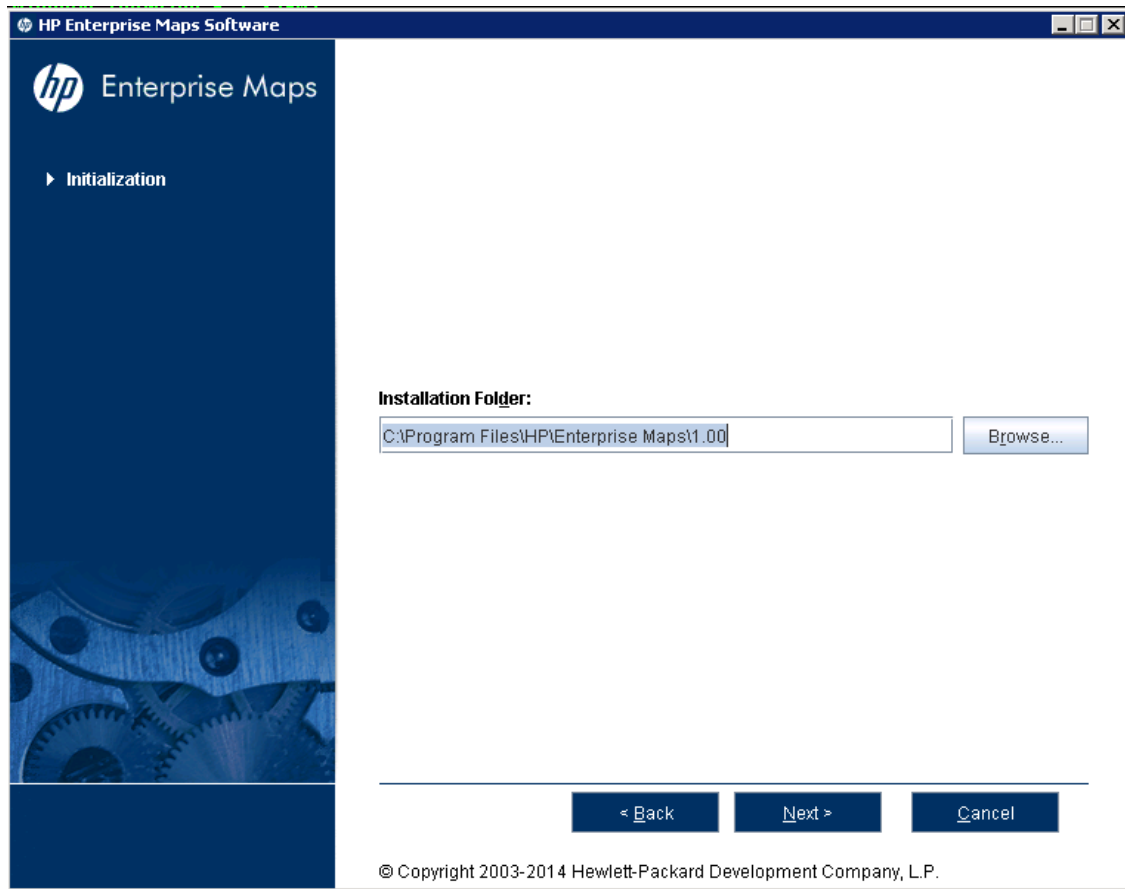 HP Enterprise Maps Software
hp Enterprise Maps
Initialization
Installation Folder:
C:\Program Files\HP\Enterprise Maps\1.00
Browse...
< Back
Next >
Cancel
© Copyright 2003-2014 Hewlett-Packard Development Company, L.P.